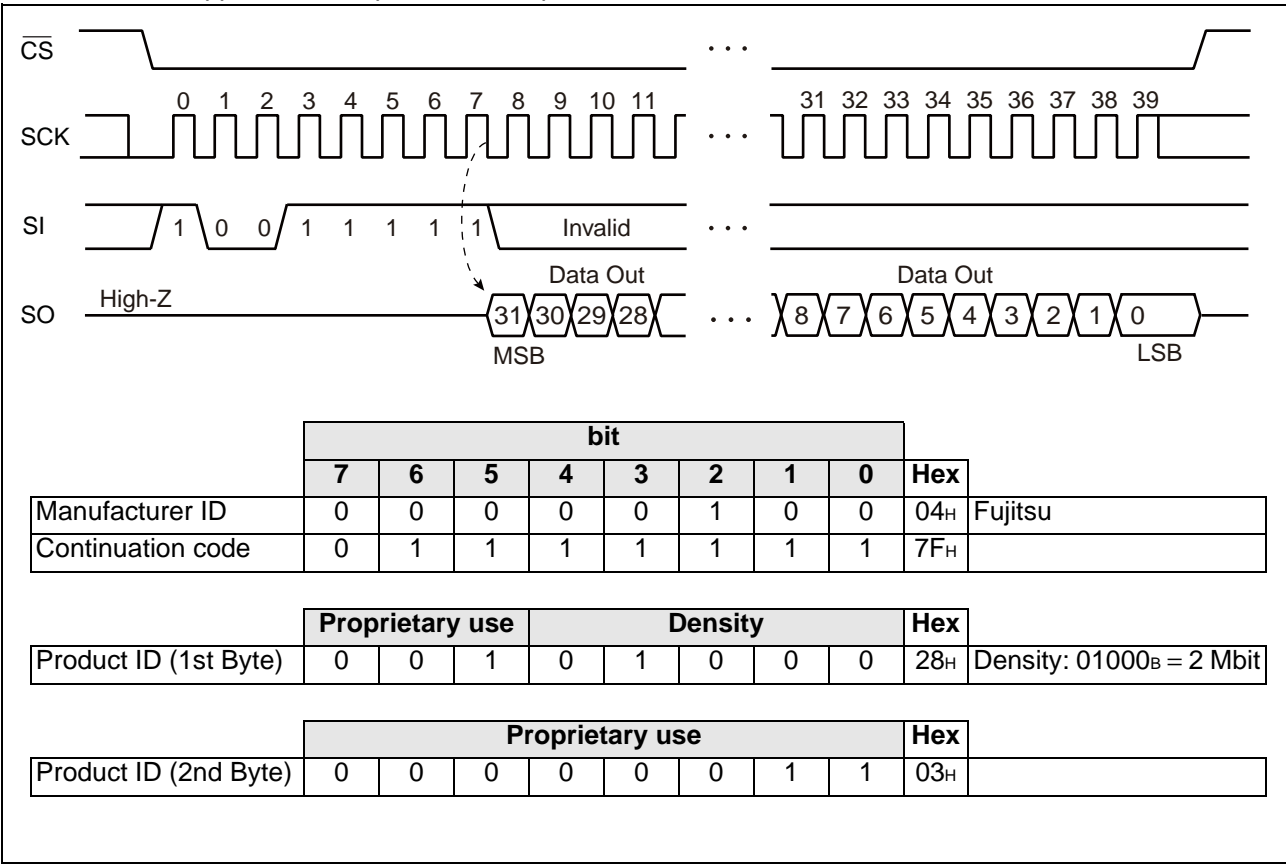 CS
0 1 2 3 4 5 6 7 8 9 10 11 31 32 33 34 35 36 37 38 39
SCK
SI 1 0 0 1 1 1 1 1 Invalid
Data Out Data Out
High-Z
SO 31 30 29 28 8 7 6 5 4 3 2 1 0
MSB LSB
bit
7 6 5 4 3 2 1 0 Hex
Manufacturer ID 0 0 0 0 0 1 0 0 04H Fujitsu
Continuation code 0 1 1 1 1 1 1 1 7FH
Proprietary use Density Hex
Product ID (1st Byte) 0 0 1 0 1 0 0 0 28H Density: 01000B = 2 Mbit
Proprietary use Hex
Product ID (2nd Byte) 0 0 0 0 0 0 1 1 03H